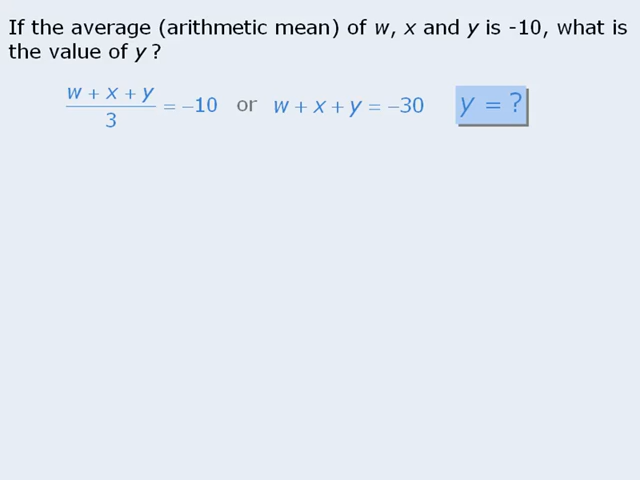 If the average (arithmetic mean) of w, x and y is -10, what is
the value of y ?
w + x + y
3
= −10 or w + x + y = −30 y = ?